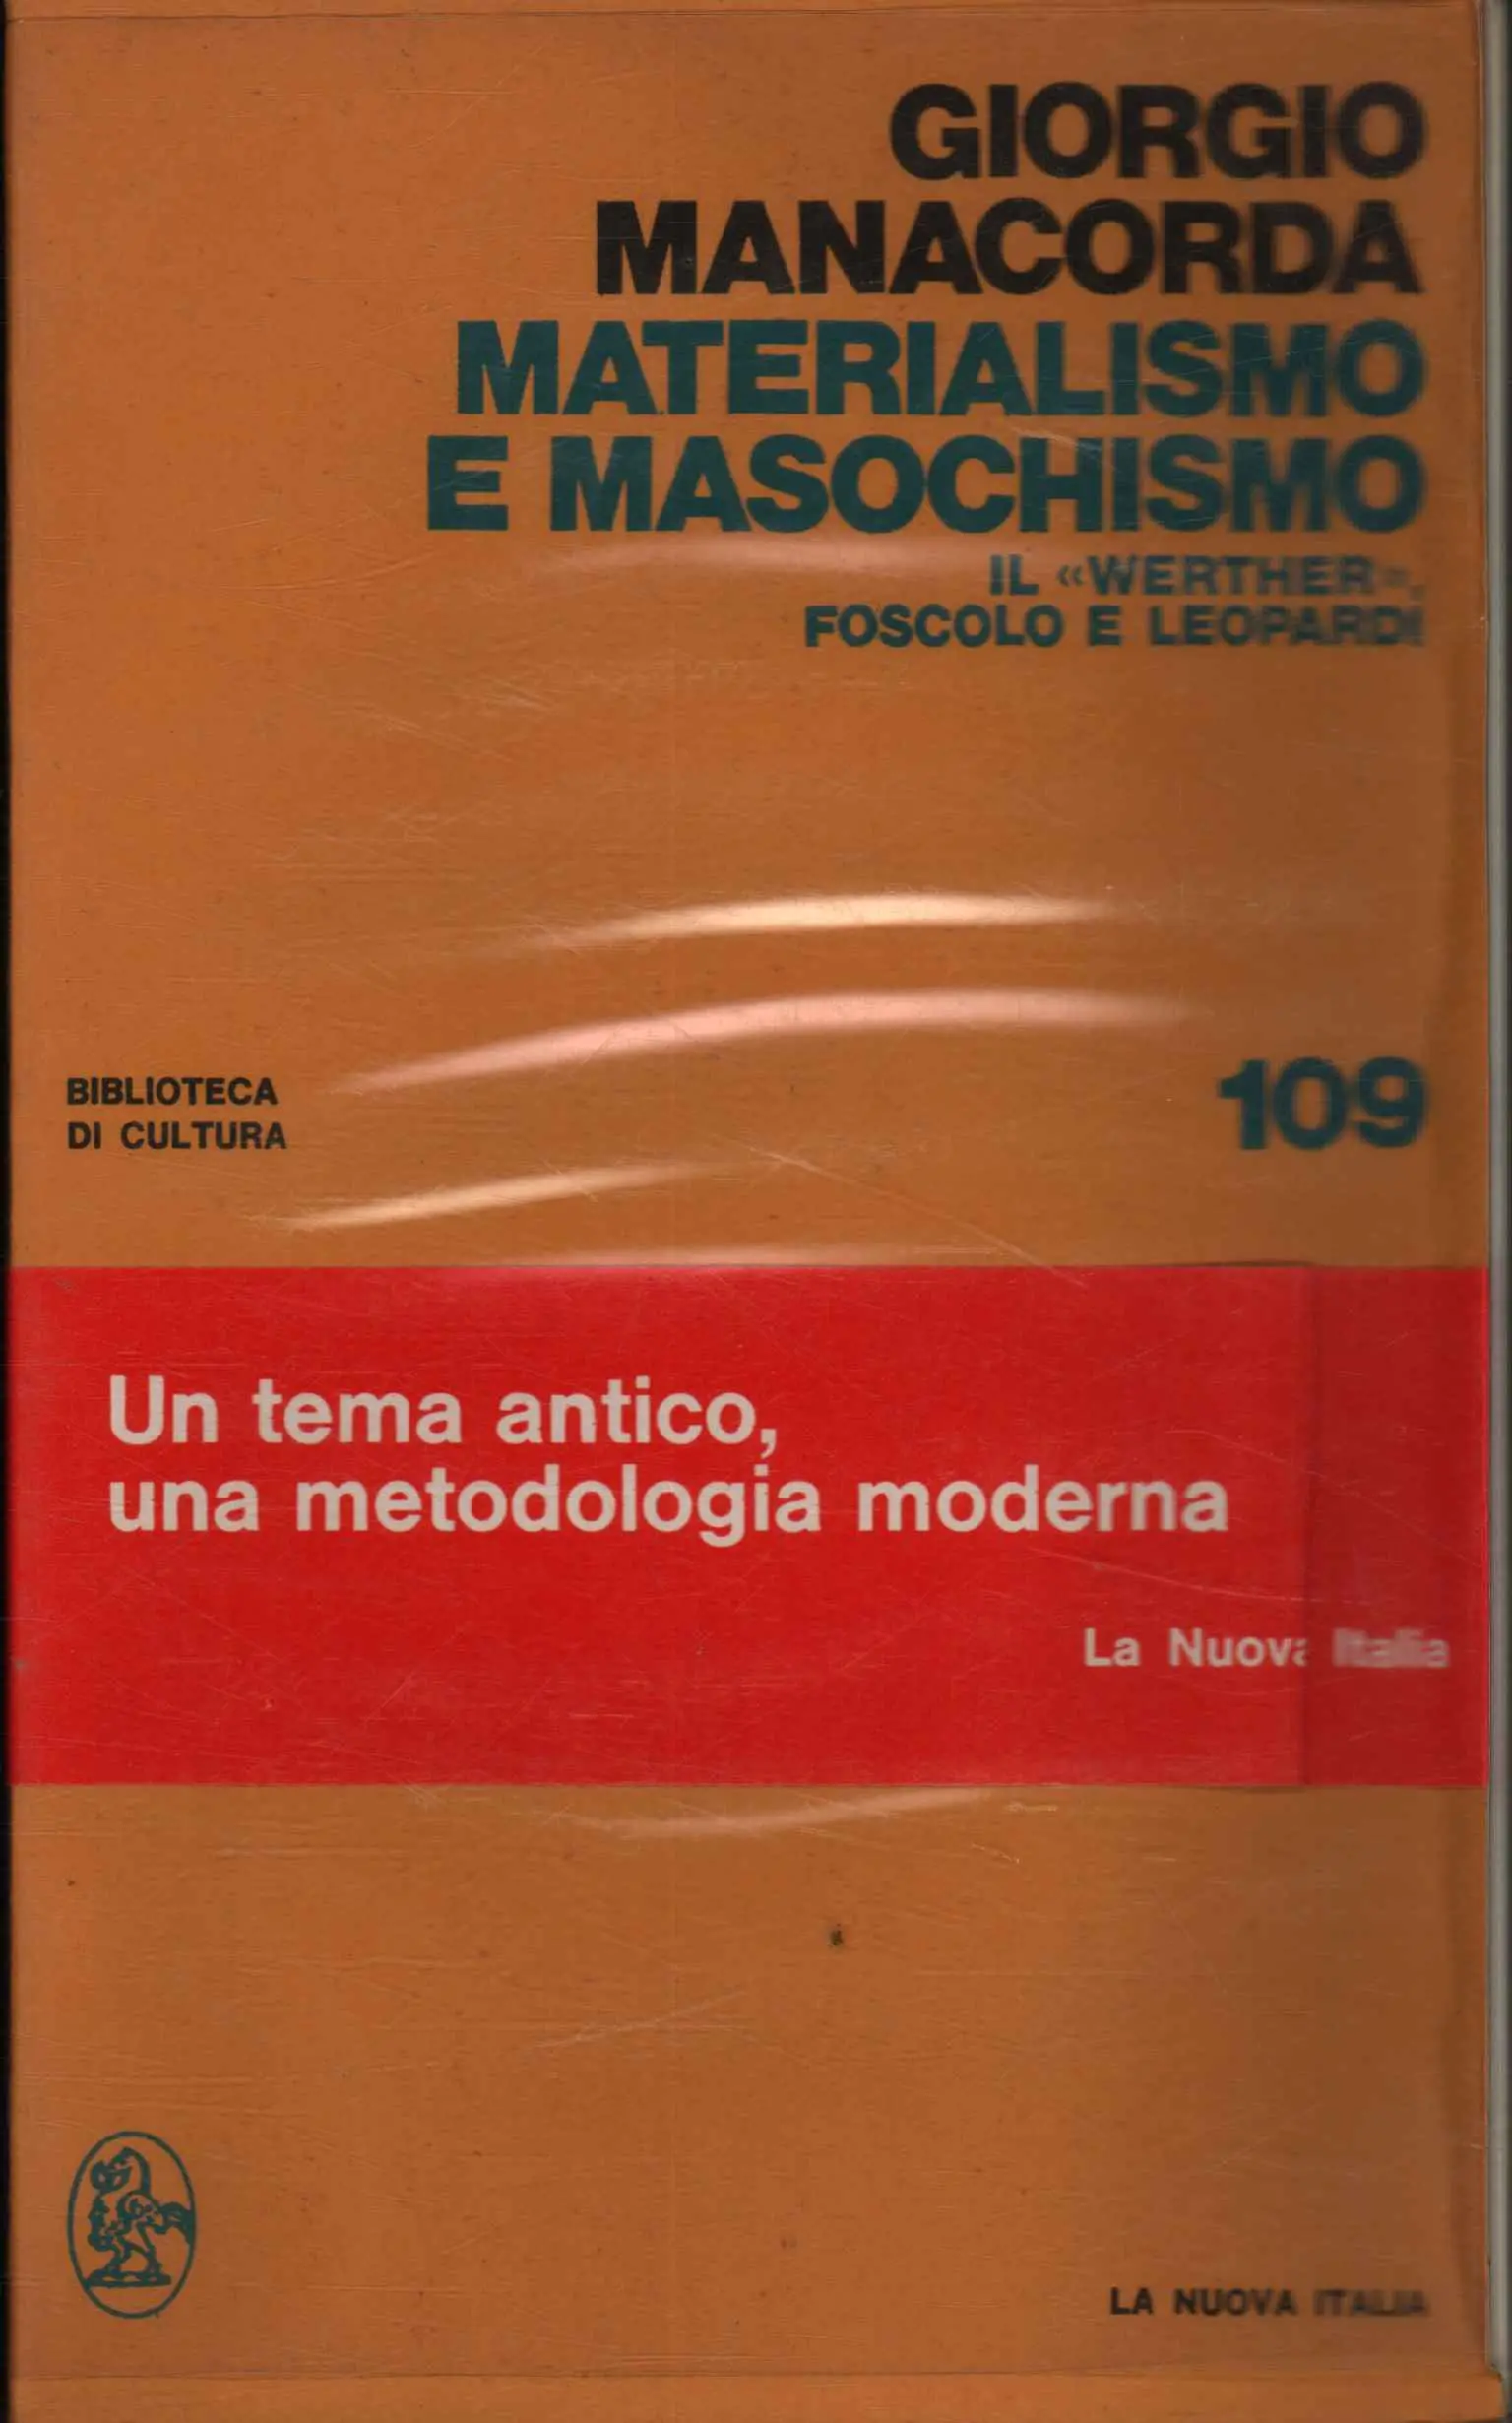 GIORGIO
MANACORDA
MATERIALISMO
E MASOCHISMO
IL «WERTHER»,
FOSCOLO E LEOPARDI
BIBLIOTECA
DI CULTURA
109
Un tema antico,
una metodologia moderna
La Nuova Italia
LA NUOVA ITALIA